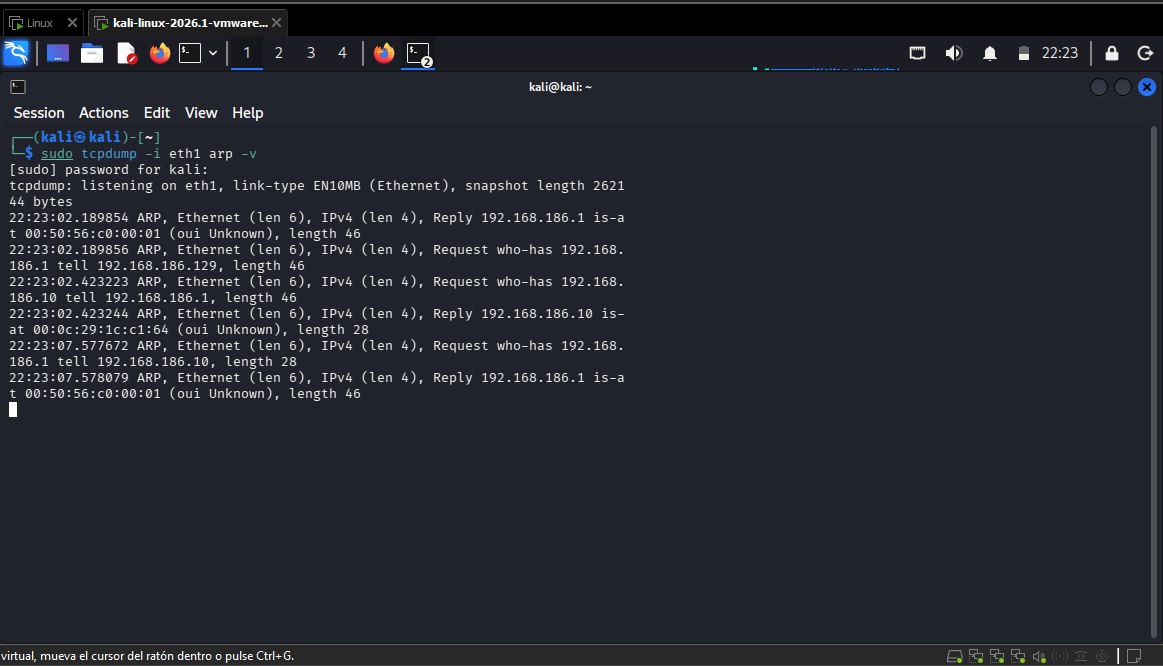 Linux
kali-linux-2026.1-vmware...
1 2 3 4 2 22:23
kali@kali: ~
Session Actions Edit View Help
┌──(kali㉿kali)-[~]
└─$ sudo tcpdump -i eth1 arp -v
[sudo] password for kali:
tcpdump: listening on eth1, link-type EN10MB (Ethernet), snapshot length 2621
44 bytes
22:23:02.189854 ARP, Ethernet (len 6), IPv4 (len 4), Reply 192.168.186.1 is-a
t 00:50:56:c0:00:01 (oui Unknown), length 46
22:23:02.189856 ARP, Ethernet (len 6), IPv4 (len 4), Request who-has 192.168.
186.1 tell 192.168.186.129, length 46
22:23:02.423223 ARP, Ethernet (len 6), IPv4 (len 4), Request who-has 192.168.
186.10 tell 192.168.186.1, length 46
22:23:02.423244 ARP, Ethernet (len 6), IPv4 (len 4), Reply 192.168.186.10 is-
at 00:0c:29:1c:c1:64 (oui Unknown), length 28
22:23:07.577672 ARP, Ethernet (len 6), IPv4 (len 4), Request who-has 192.168.
186.1 tell 192.168.186.10, length 28
22:23:07.578079 ARP, Ethernet (len 6), IPv4 (len 4), Reply 192.168.186.1 is-a
t 00:50:56:c0:00:01 (oui Unknown), length 46
virtual, mueva el cursor del ratón dentro o pulse Ctrl+G.